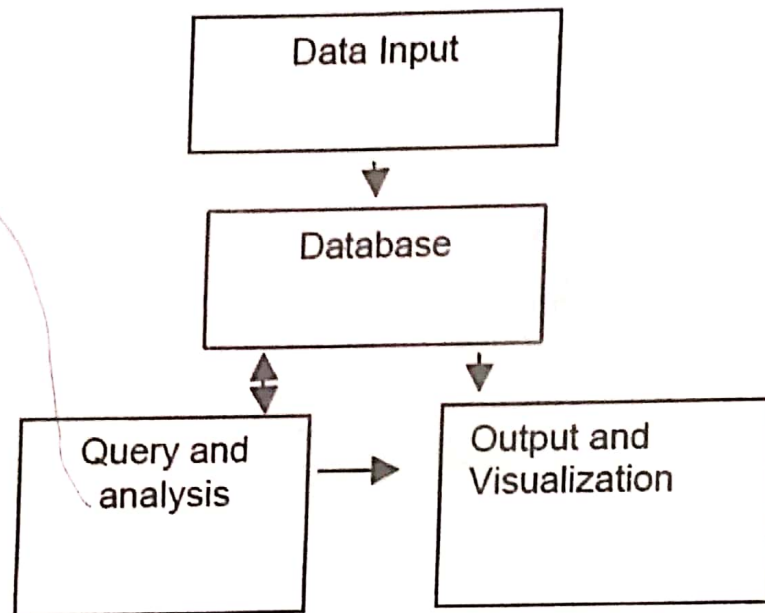 Data Input
Database
Query and
analysis
Output and
Visualization